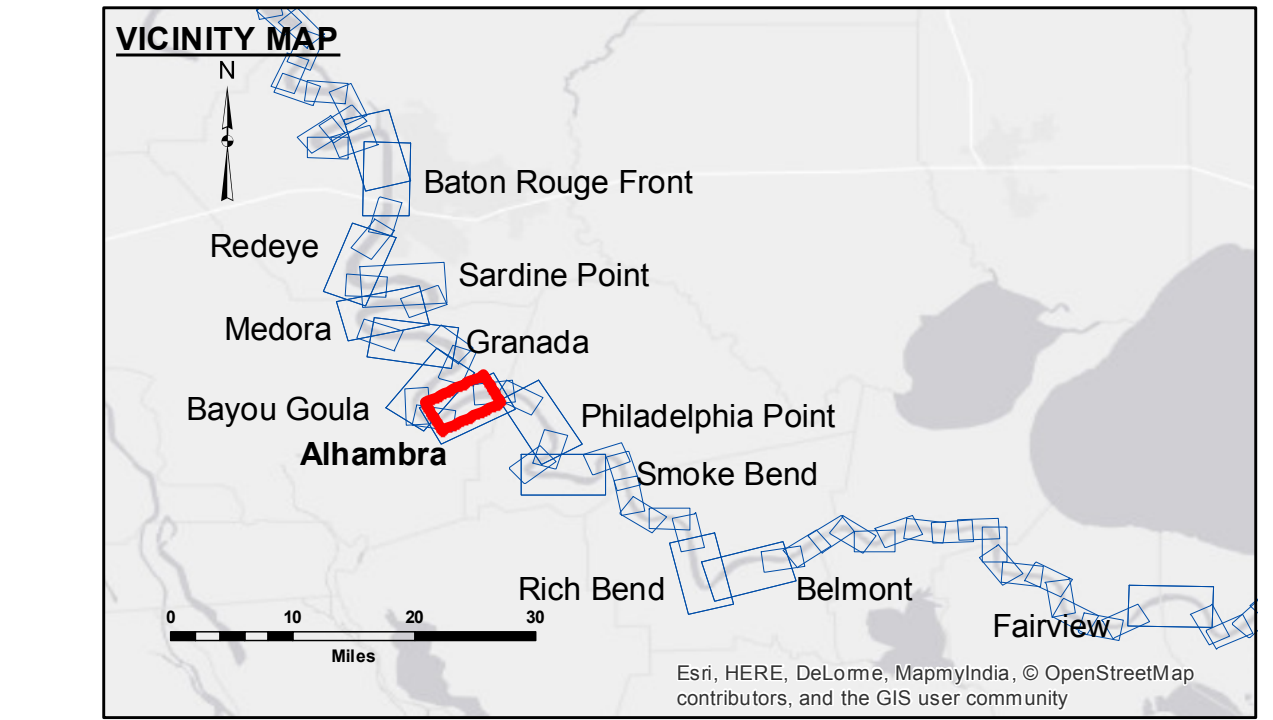 VICINITY MAP
N
Baton Rouge Front
Redeye
Sardine Point
Medora
Granada
Bayou Goula
Philadelphia Point
Alhambra
Smoke Bend
Rich Bend
Belmont
Fairview
0 10 20 30
Miles
Esri, HERE, DeLorme, MapmyIndia, © OpenStreetMap
contributors, and the GIS user community